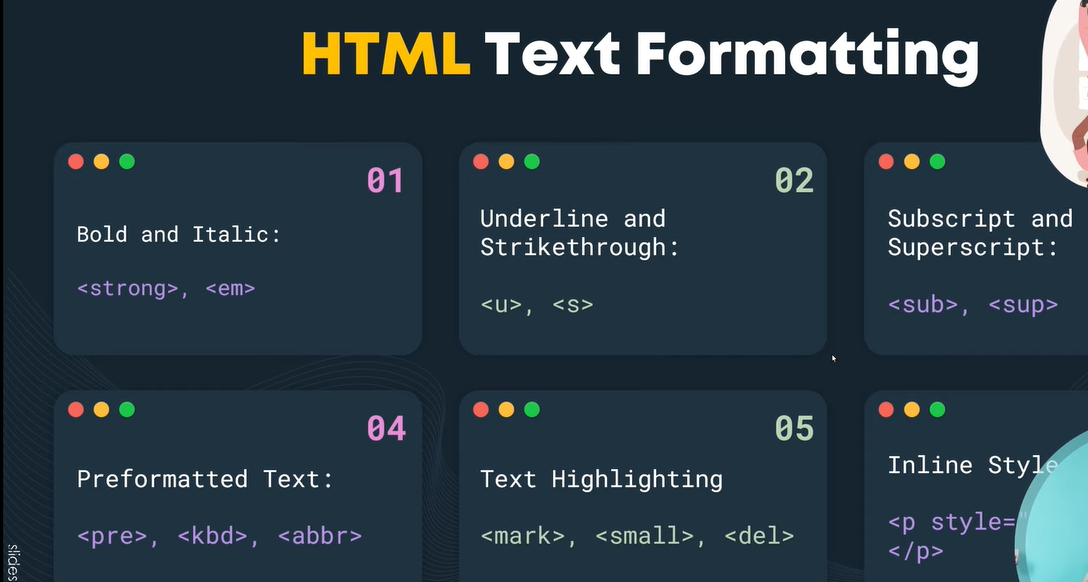 HTML Text Formatting
01
Bold and Italic:
<strong>, <em>
02
Underline and
Strikethrough:
<u>, <s>
Subscript and
Superscript:
<sub>, <sup>
04
Preformatted Text:
<pre>, <kbd>, <abbr>
05
Text Highlighting
<mark>, <small>, <del>
Inline Style
<p style="
</p>
slides